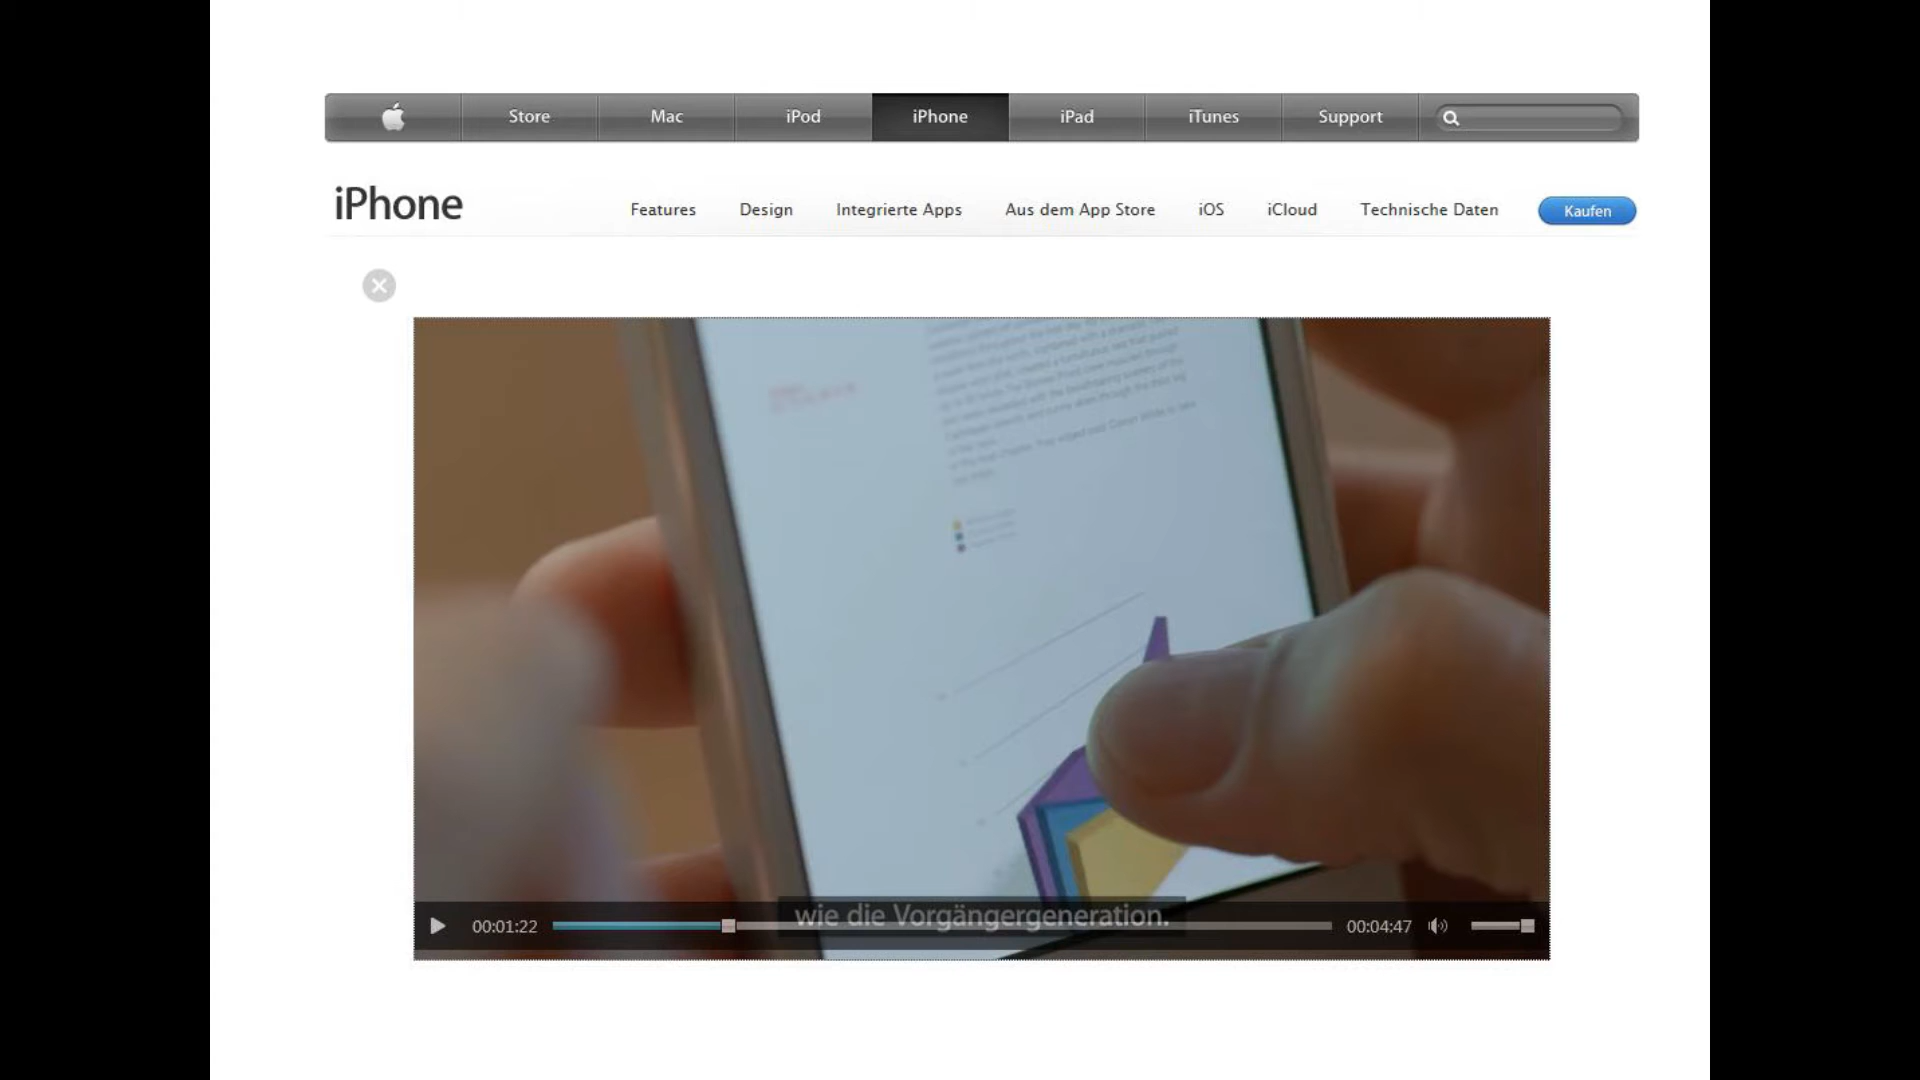 Store Mac iPod iPhone iPad iTunes Support
iPhone
Features Design Integrierte Apps Aus dem App Store iOS iCloud Technische Daten Kaufen
00:01:22 wie die Vorgängergeneration. 00:04:47